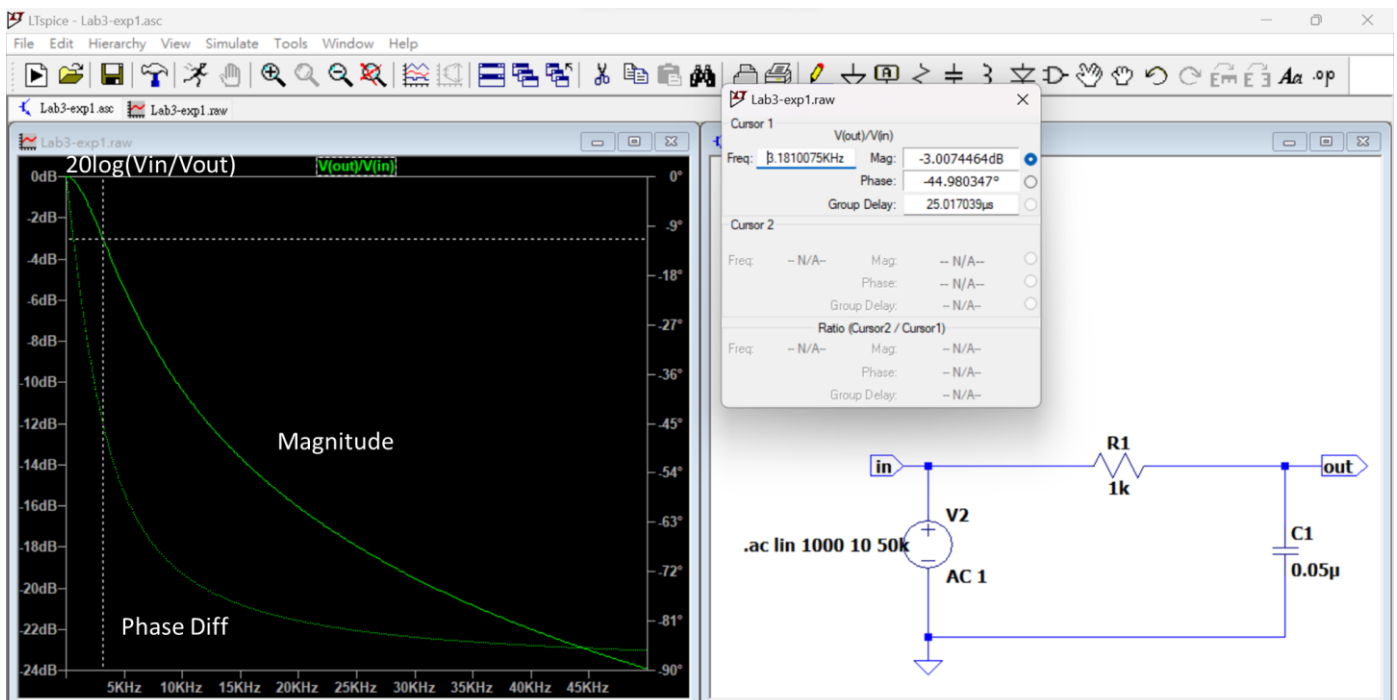 LTspice - Lab3-exp1.asc
File Edit Hierarchy View Simulate Tools Window Help
Aa .op
Lab3-exp1.asc Lab3-exp1.raw
Lab3-exp1.raw
20log(Vin/Vout)
V(out)/V(in)
0dB
-2dB
-4dB
-6dB
-8dB
-10dB
-12dB
-14dB
-16dB
-18dB
-20dB
-22dB
-24dB
0°
-9°
-18°
-27°
-36°
-45°
-54°
-63°
-72°
-81°
-90°
Magnitude
Phase Diff
5KHz 10KHz 15KHz 20KHz 25KHz 30KHz 35KHz 40KHz 45KHz
Lab3-exp1.raw
Cursor 1
V(out)/V(in)
Freq: 3.1810075KHz Mag: -3.0074464dB
Phase: -44.980347°
Group Delay: 25.017039µs
Cursor 2
Freq: -- N/A-- Mag: -- N/A--
Phase: -- N/A--
Group Delay: -- N/A--
Ratio (Cursor2 / Cursor1)
Freq: -- N/A-- Mag: -- N/A--
Phase: -- N/A--
Group Delay: -- N/A--
R1
in
out
1k
V2
C1
.ac lin 1000 10 50k
0.05µ
AC 1